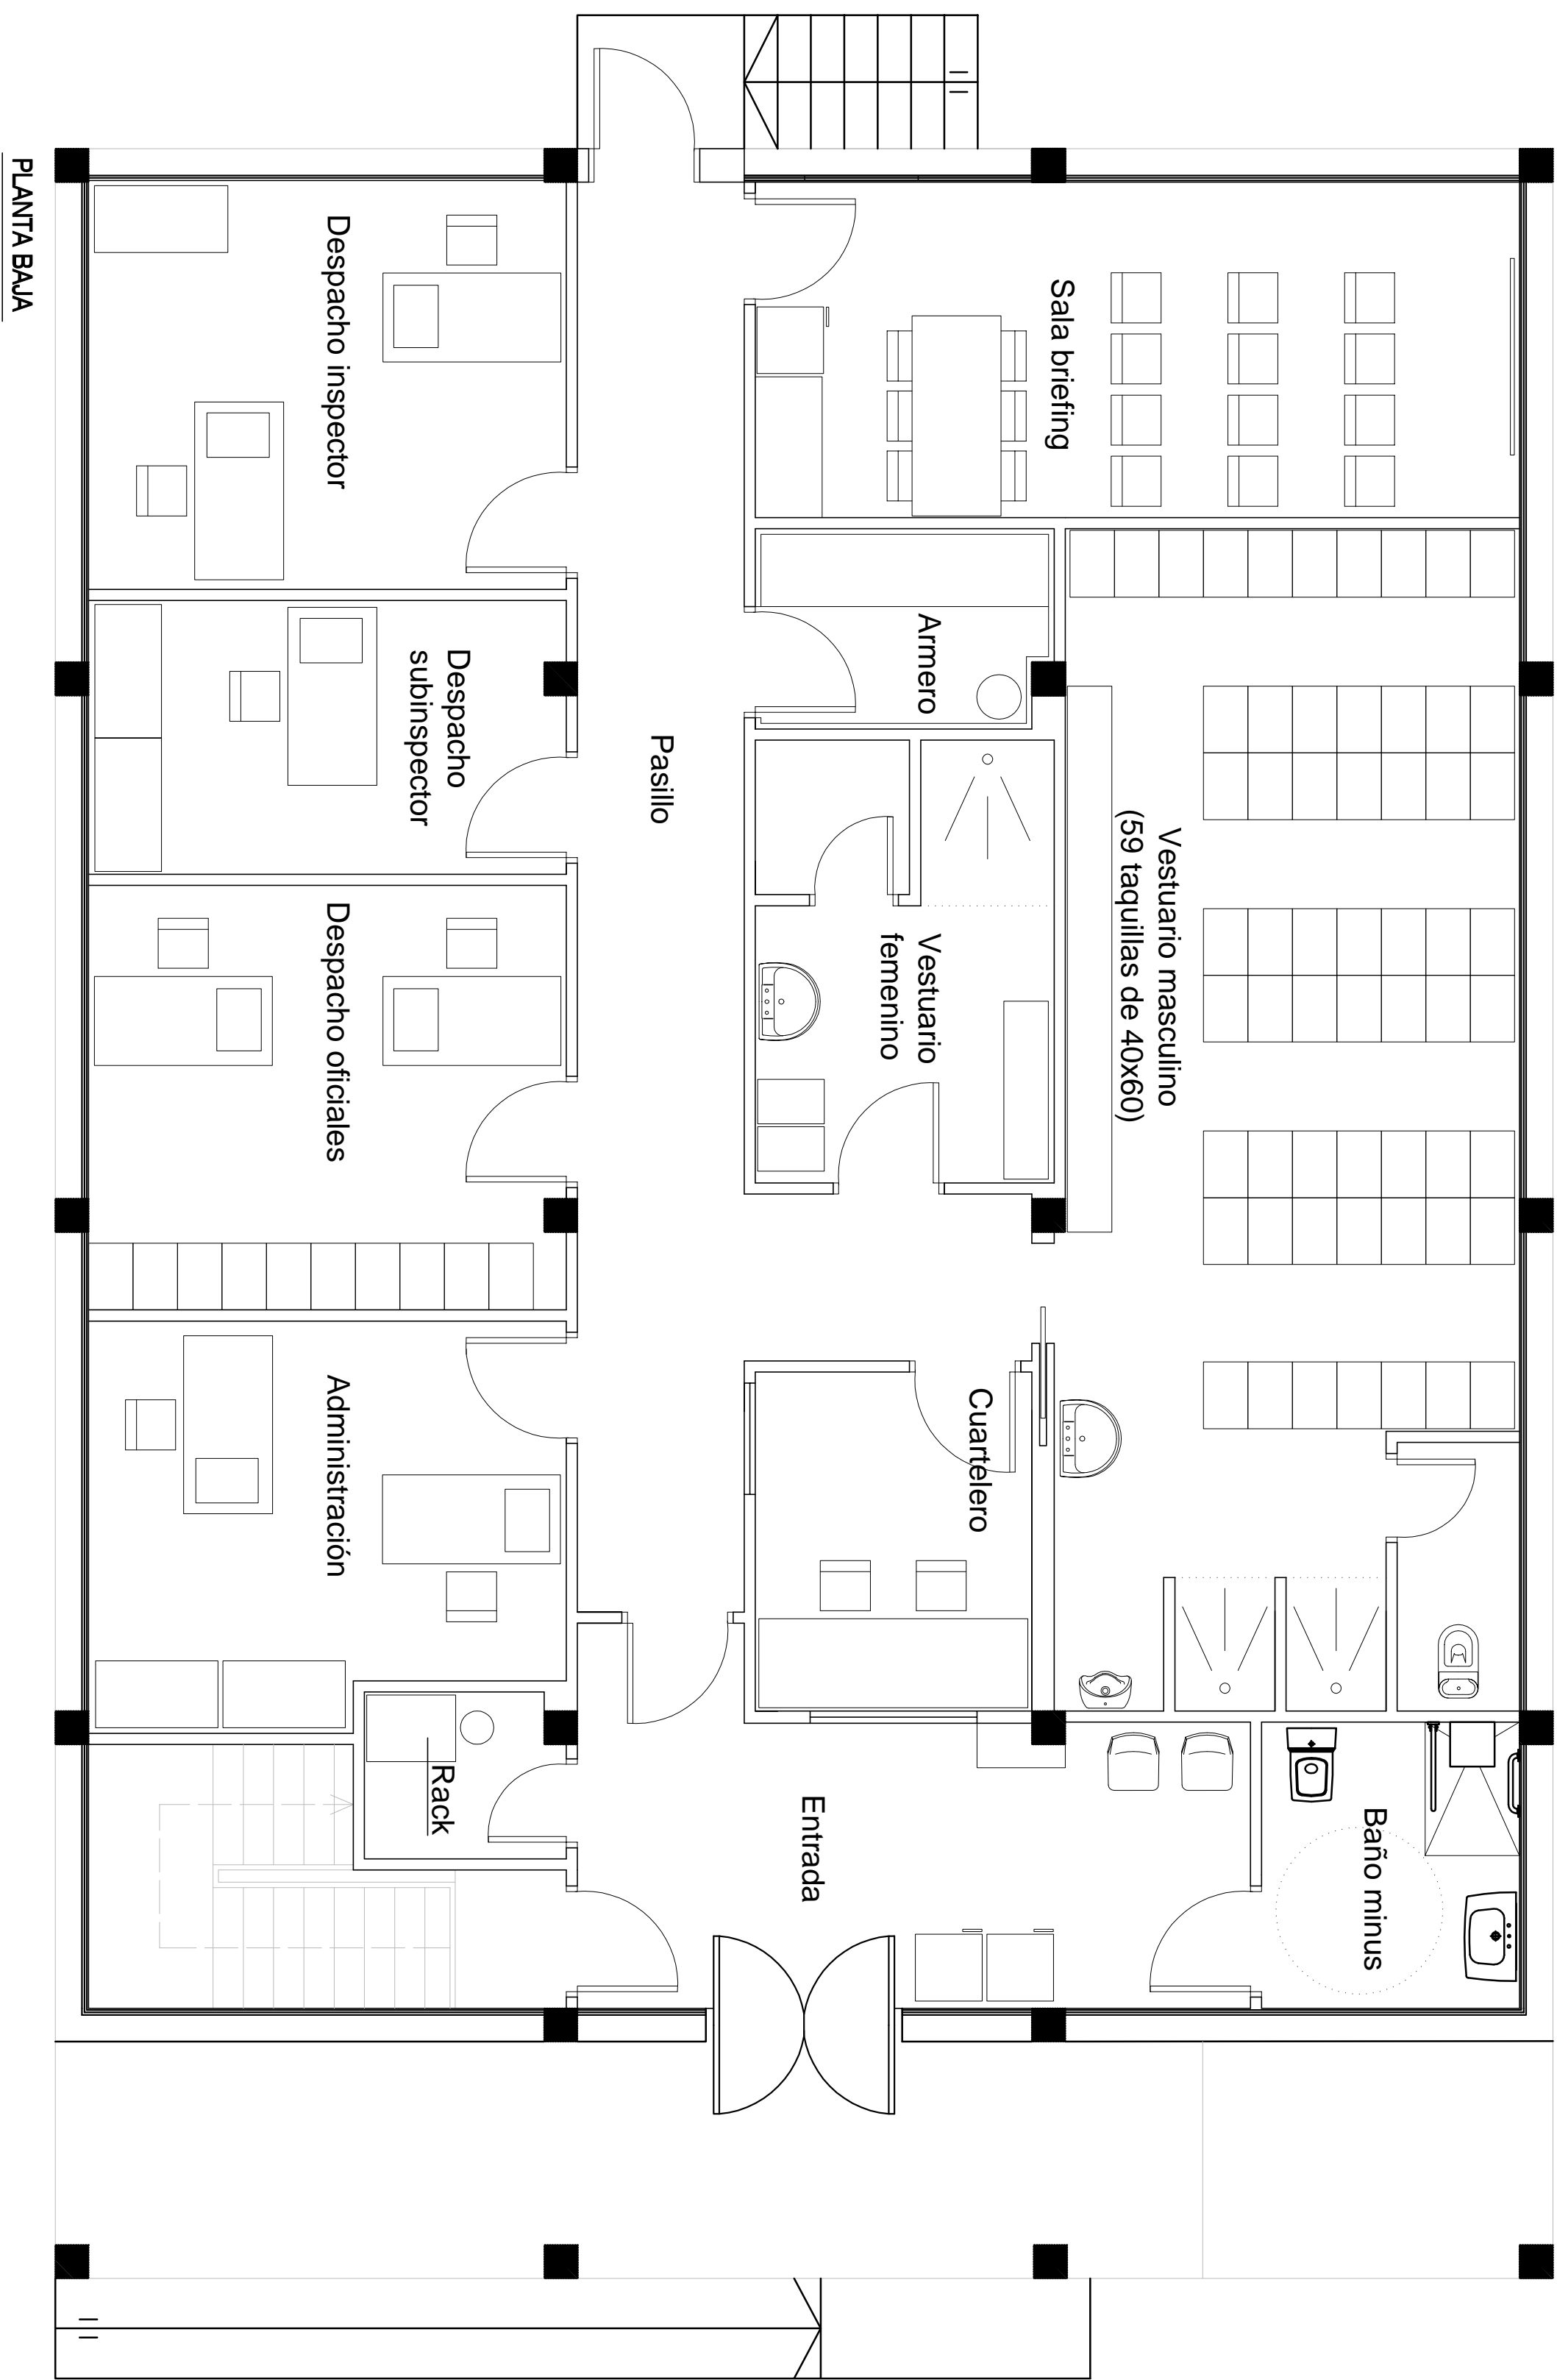 Sala briefing
Vestuario masculino
(59 taquillas de 40x60)
Armero
Vestuario
femenino
Cuartelero
Baño minus
Pasillo
Entrada
Despacho inspector
Despacho
subinspector
Despacho oficiales
Administración
Rack
PLANTA BAJA